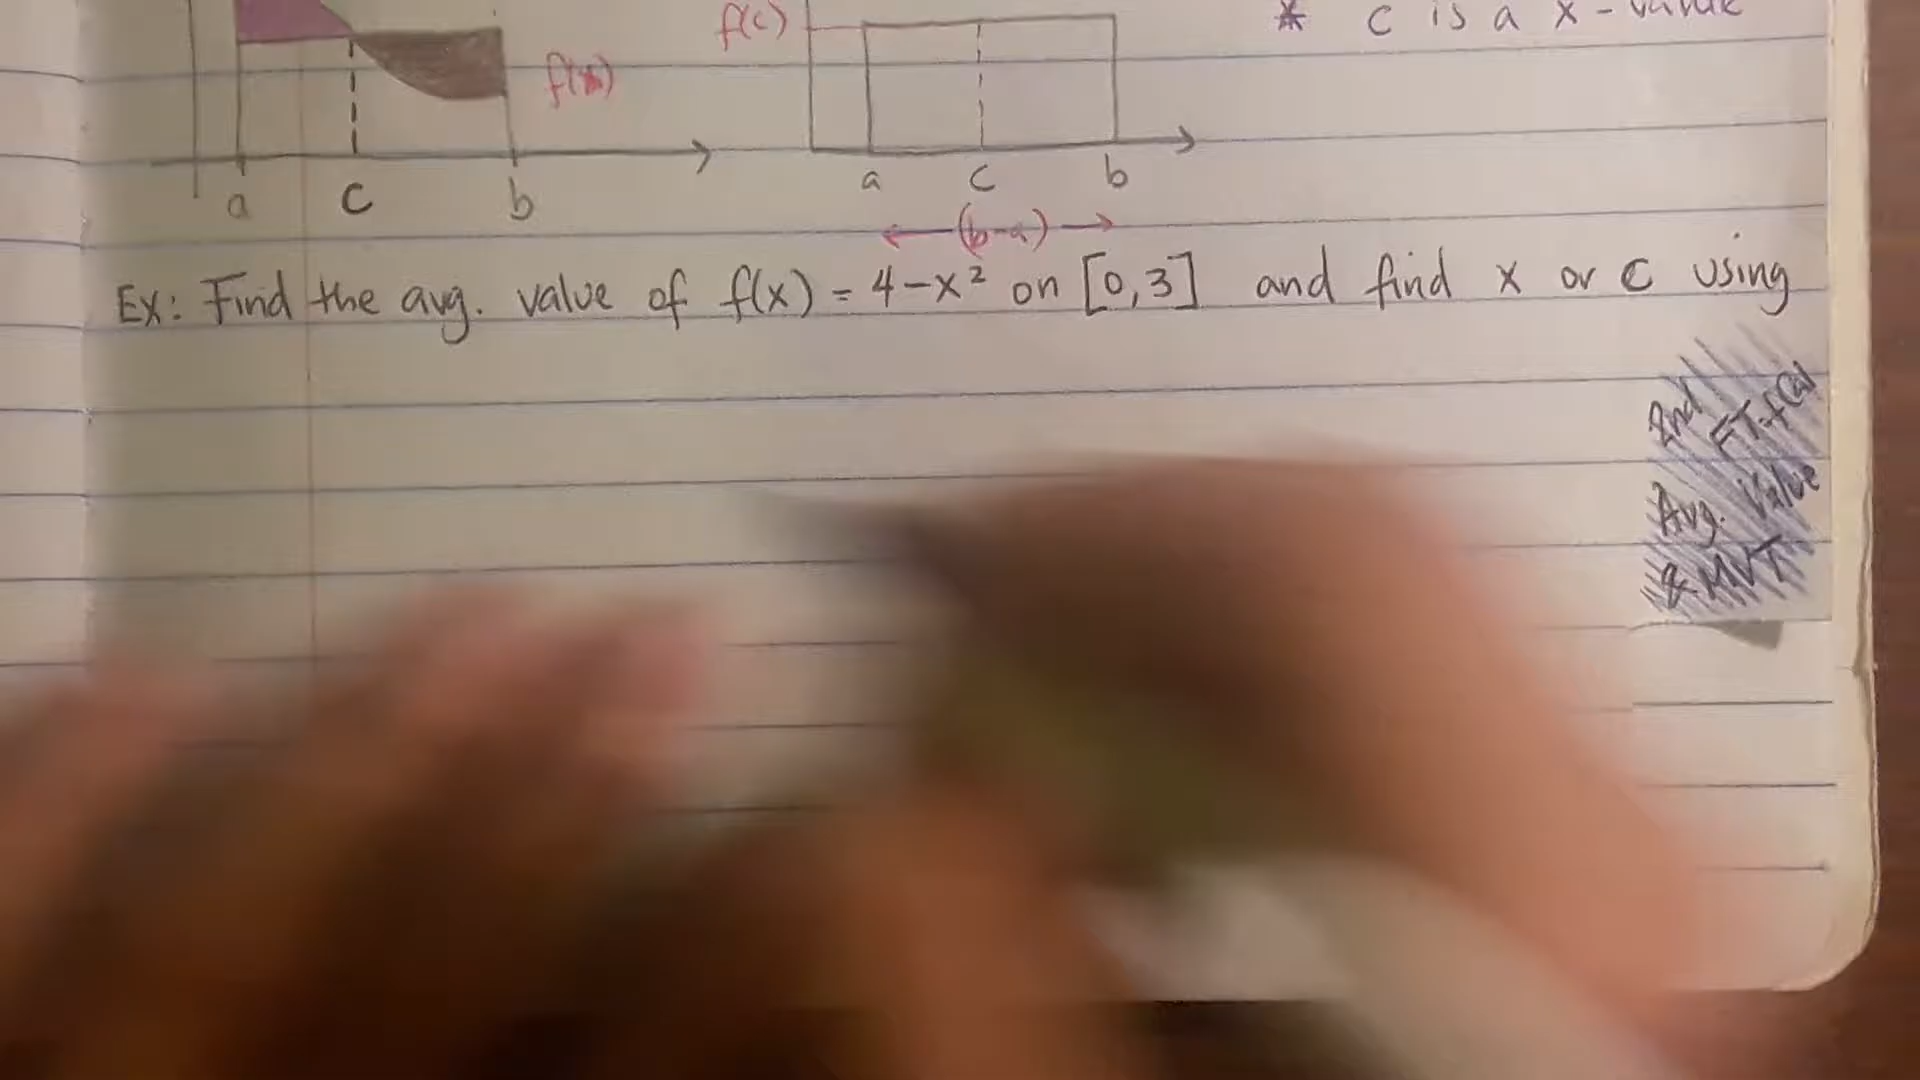 f(c)
* c is a x-value
f(x)
a
c
b
a
c
b
(b-a)
Ex: Find the avg. value of f(x) = 4-x² on [0,3] and find x or c using
2nd
FT of Cal
Avg. Value
& MVT